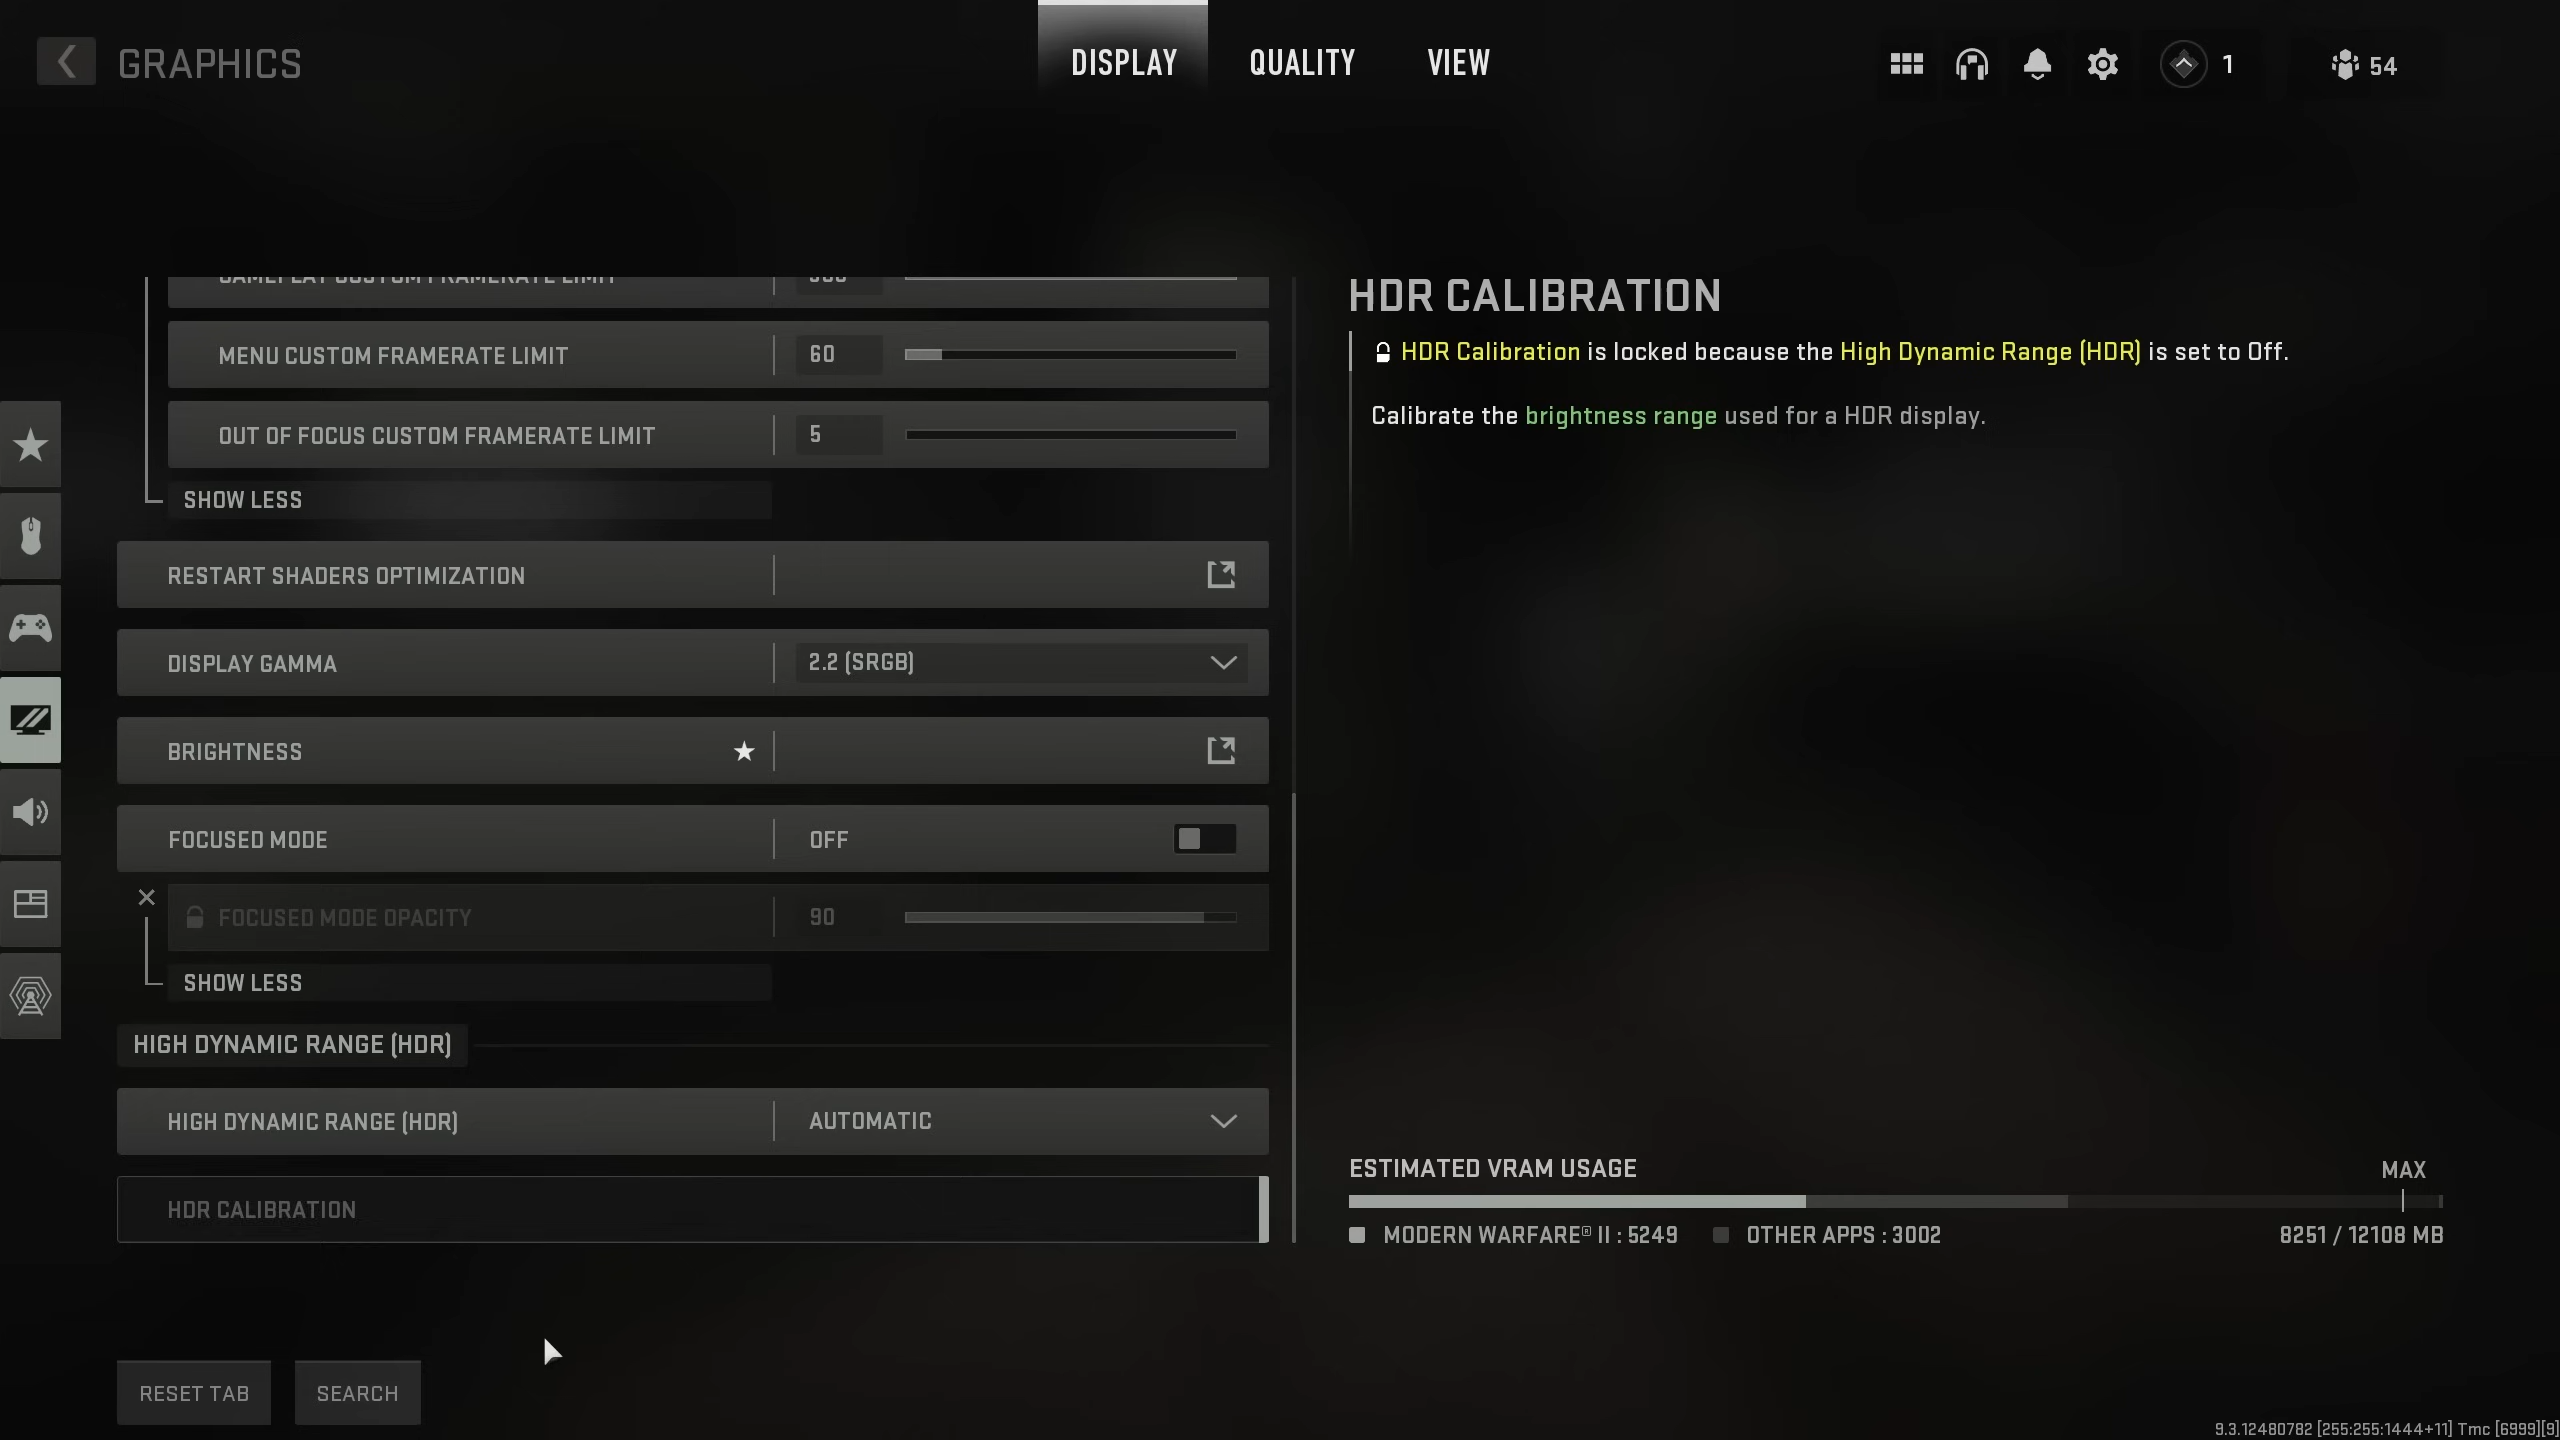 GRAPHICS
DISPLAY
QUALITY
VIEW
1
54
GAMEPLAY CUSTOM FRAMERATE LIMIT
MENU CUSTOM FRAMERATE LIMIT
60
OUT OF FOCUS CUSTOM FRAMERATE LIMIT
5
SHOW LESS
RESTART SHADERS OPTIMIZATION
DISPLAY GAMMA
2.2 (SRGB)
BRIGHTNESS
FOCUSED MODE
OFF
FOCUSED MODE OPACITY
90
SHOW LESS
HIGH DYNAMIC RANGE (HDR)
HIGH DYNAMIC RANGE (HDR)
AUTOMATIC
HDR CALIBRATION
HDR CALIBRATION
HDR Calibration is locked because the High Dynamic Range (HDR) is set to Off.
Calibrate the brightness range used for a HDR display.
ESTIMATED VRAM USAGE
MAX
MODERN WARFARE® II : 5249
OTHER APPS : 3002
8251 / 12108 MB
RESET TAB
SEARCH
9.3.12480782 [255:255:1444+11] Tmc [6999][9]